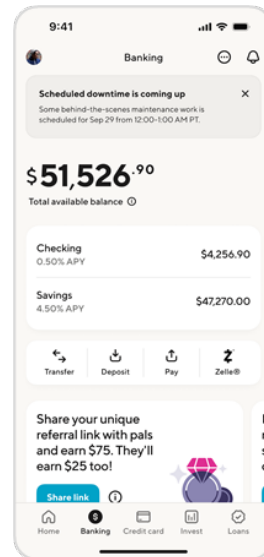 9:41
Banking
Scheduled downtime is coming up
Some behind-the-scenes maintenance work is
scheduled for Sep 29 from 12:00-1:00 AM PT.
$51,526.90
Total available balance
Checking
0.50% APY
$4,256.90
Savings
4.50% APY
$47,270.00
Transfer
Deposit
Pay
Zelle®
Share your unique
referral link with pals
and earn $75. They'll
earn $25 too!
Share link
Home
Banking
Credit card
Invest
Loans